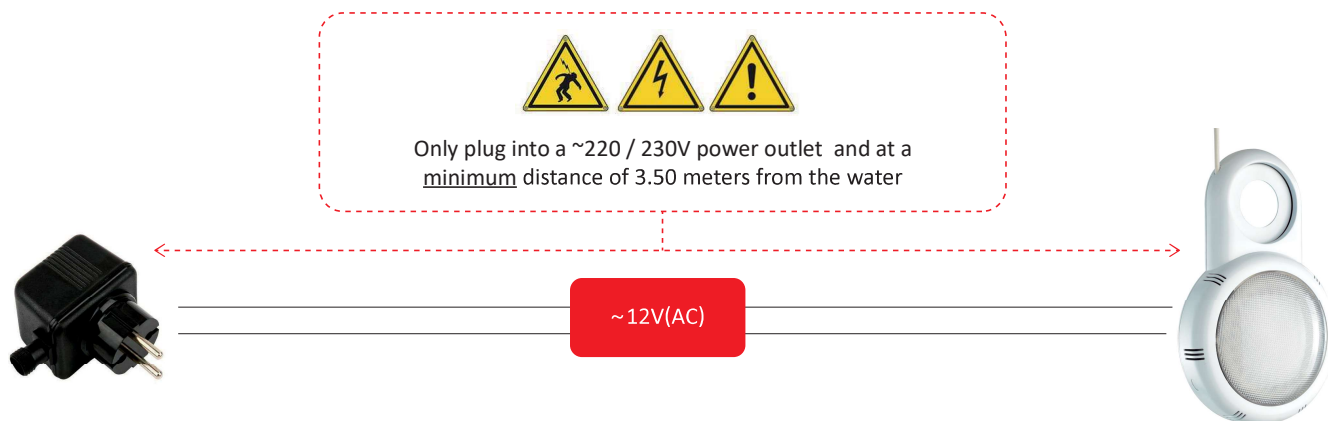 Only plug into a ~220 / 230V power outlet and at a
minimum distance of 3.50 meters from the water
~12V(AC)